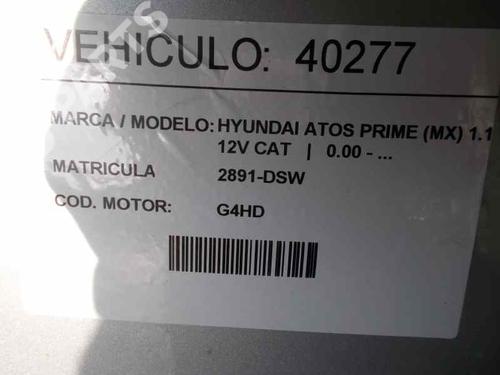 VEHICULO: 40277
MARCA / MODELO: HYUNDAI ATOS PRIME (MX) 1.1
12V CAT | 0.00 - ...
MATRICULA 2891-DSW
COD. MOTOR: G4HD